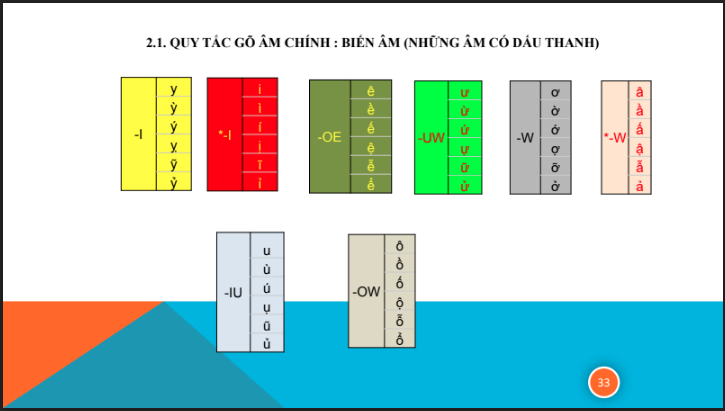 2.1. QUY TẮC GÕ ÂM CHÍNH : BIẾN ÂM (NHỮNG ÂM CÓ DẤU THANH)
-I
y
ỳ
ý
ỵ
ỹ
ỷ
*-I
i
ì
í
ị
ĩ
ỉ
-OE
ê
ề
ế
ệ
ễ
ể
-UW
ư
ừ
ứ
ự
ữ
ử
-W
ơ
ờ
ớ
ợ
ỡ
ở
*-W
â
ầ
ấ
ậ
ẫ
ả
-IU
u
ù
ú
ụ
ũ
ủ
-OW
ô
ồ
ố
ộ
ỗ
ổ
33